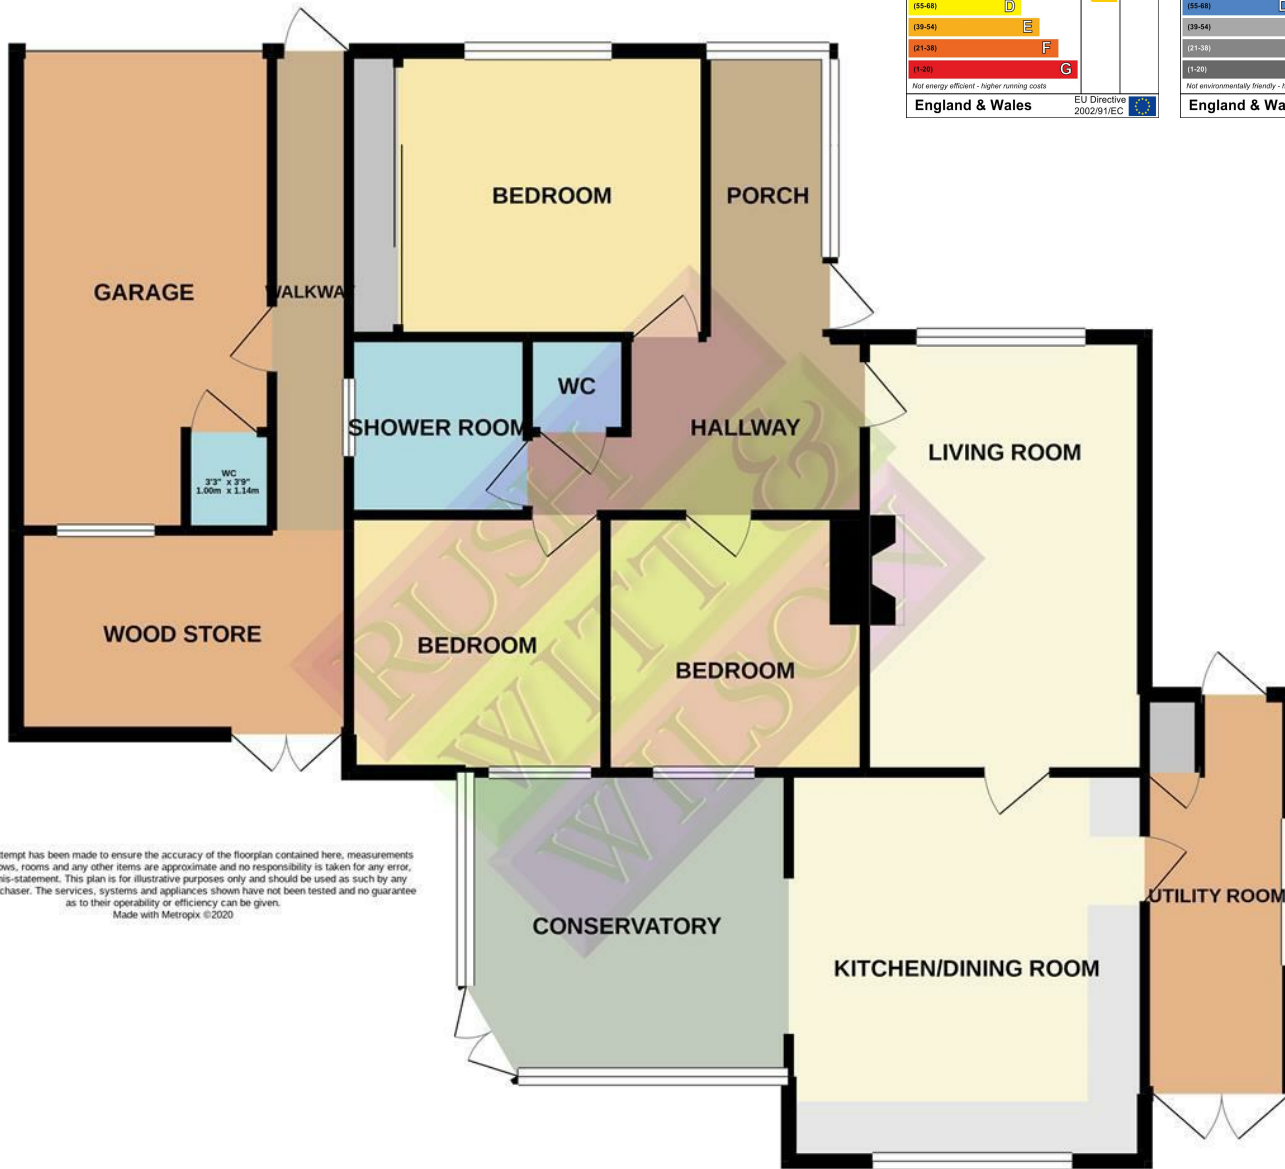 (55-68) D
(39-54) E
(21-38) F
(1-20) G
Not energy efficient - higher running costs
England & Wales
EU Directive
2002/91/EC
(55-68)
(39-54)
(21-38)
(1-20)
Not environmentally friendly -
England &
BEDROOM
PORCH
GARAGE
WALKWAY
WC
SHOWER ROOM
HALLWAY
LIVING ROOM
WC
3'3" x 3'9"
1.00m x 1.14m
WOOD STORE
BEDROOM
BEDROOM
RUSH
WITT &
WILSON
has been made to ensure the accuracy of the floorplan contained here, measurements
rooms and any other items are approximate and no responsibility is taken for any error,
mis-statement. This plan is for illustrative purposes only and should be used as such by any
The services, systems and appliances shown have not been tested and no guarantee
as to their operability or efficiency can be given.
Made with Metropix ©2020
UTILITY ROOM
CONSERVATORY
KITCHEN/DINING ROOM